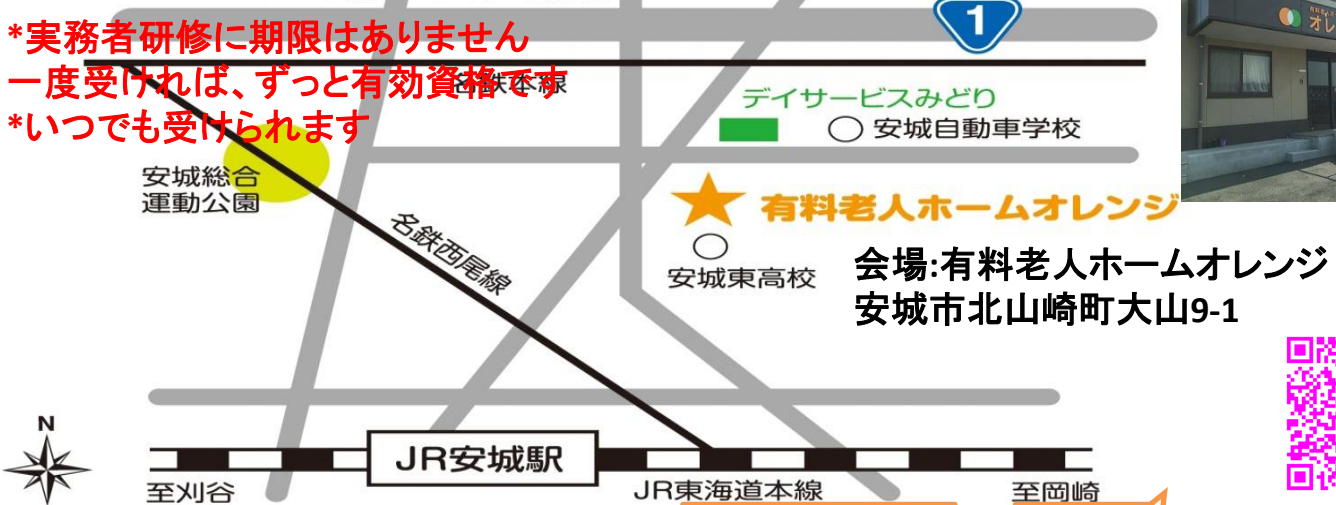 *実務者研修に期限はありません
一度受ければ、ずっと有効資格です
*いつでも受けられます
1
名鉄本線
デイサービスみどり
安城自動車学校
安城総合
運動公園
有料老人ホームオレンジ
名鉄西尾線
安城東高校
会場:有料老人ホームオレンジ
安城市北山崎町大山9-1
N
JR安城駅
至刈谷
JR東海道本線
至岡崎